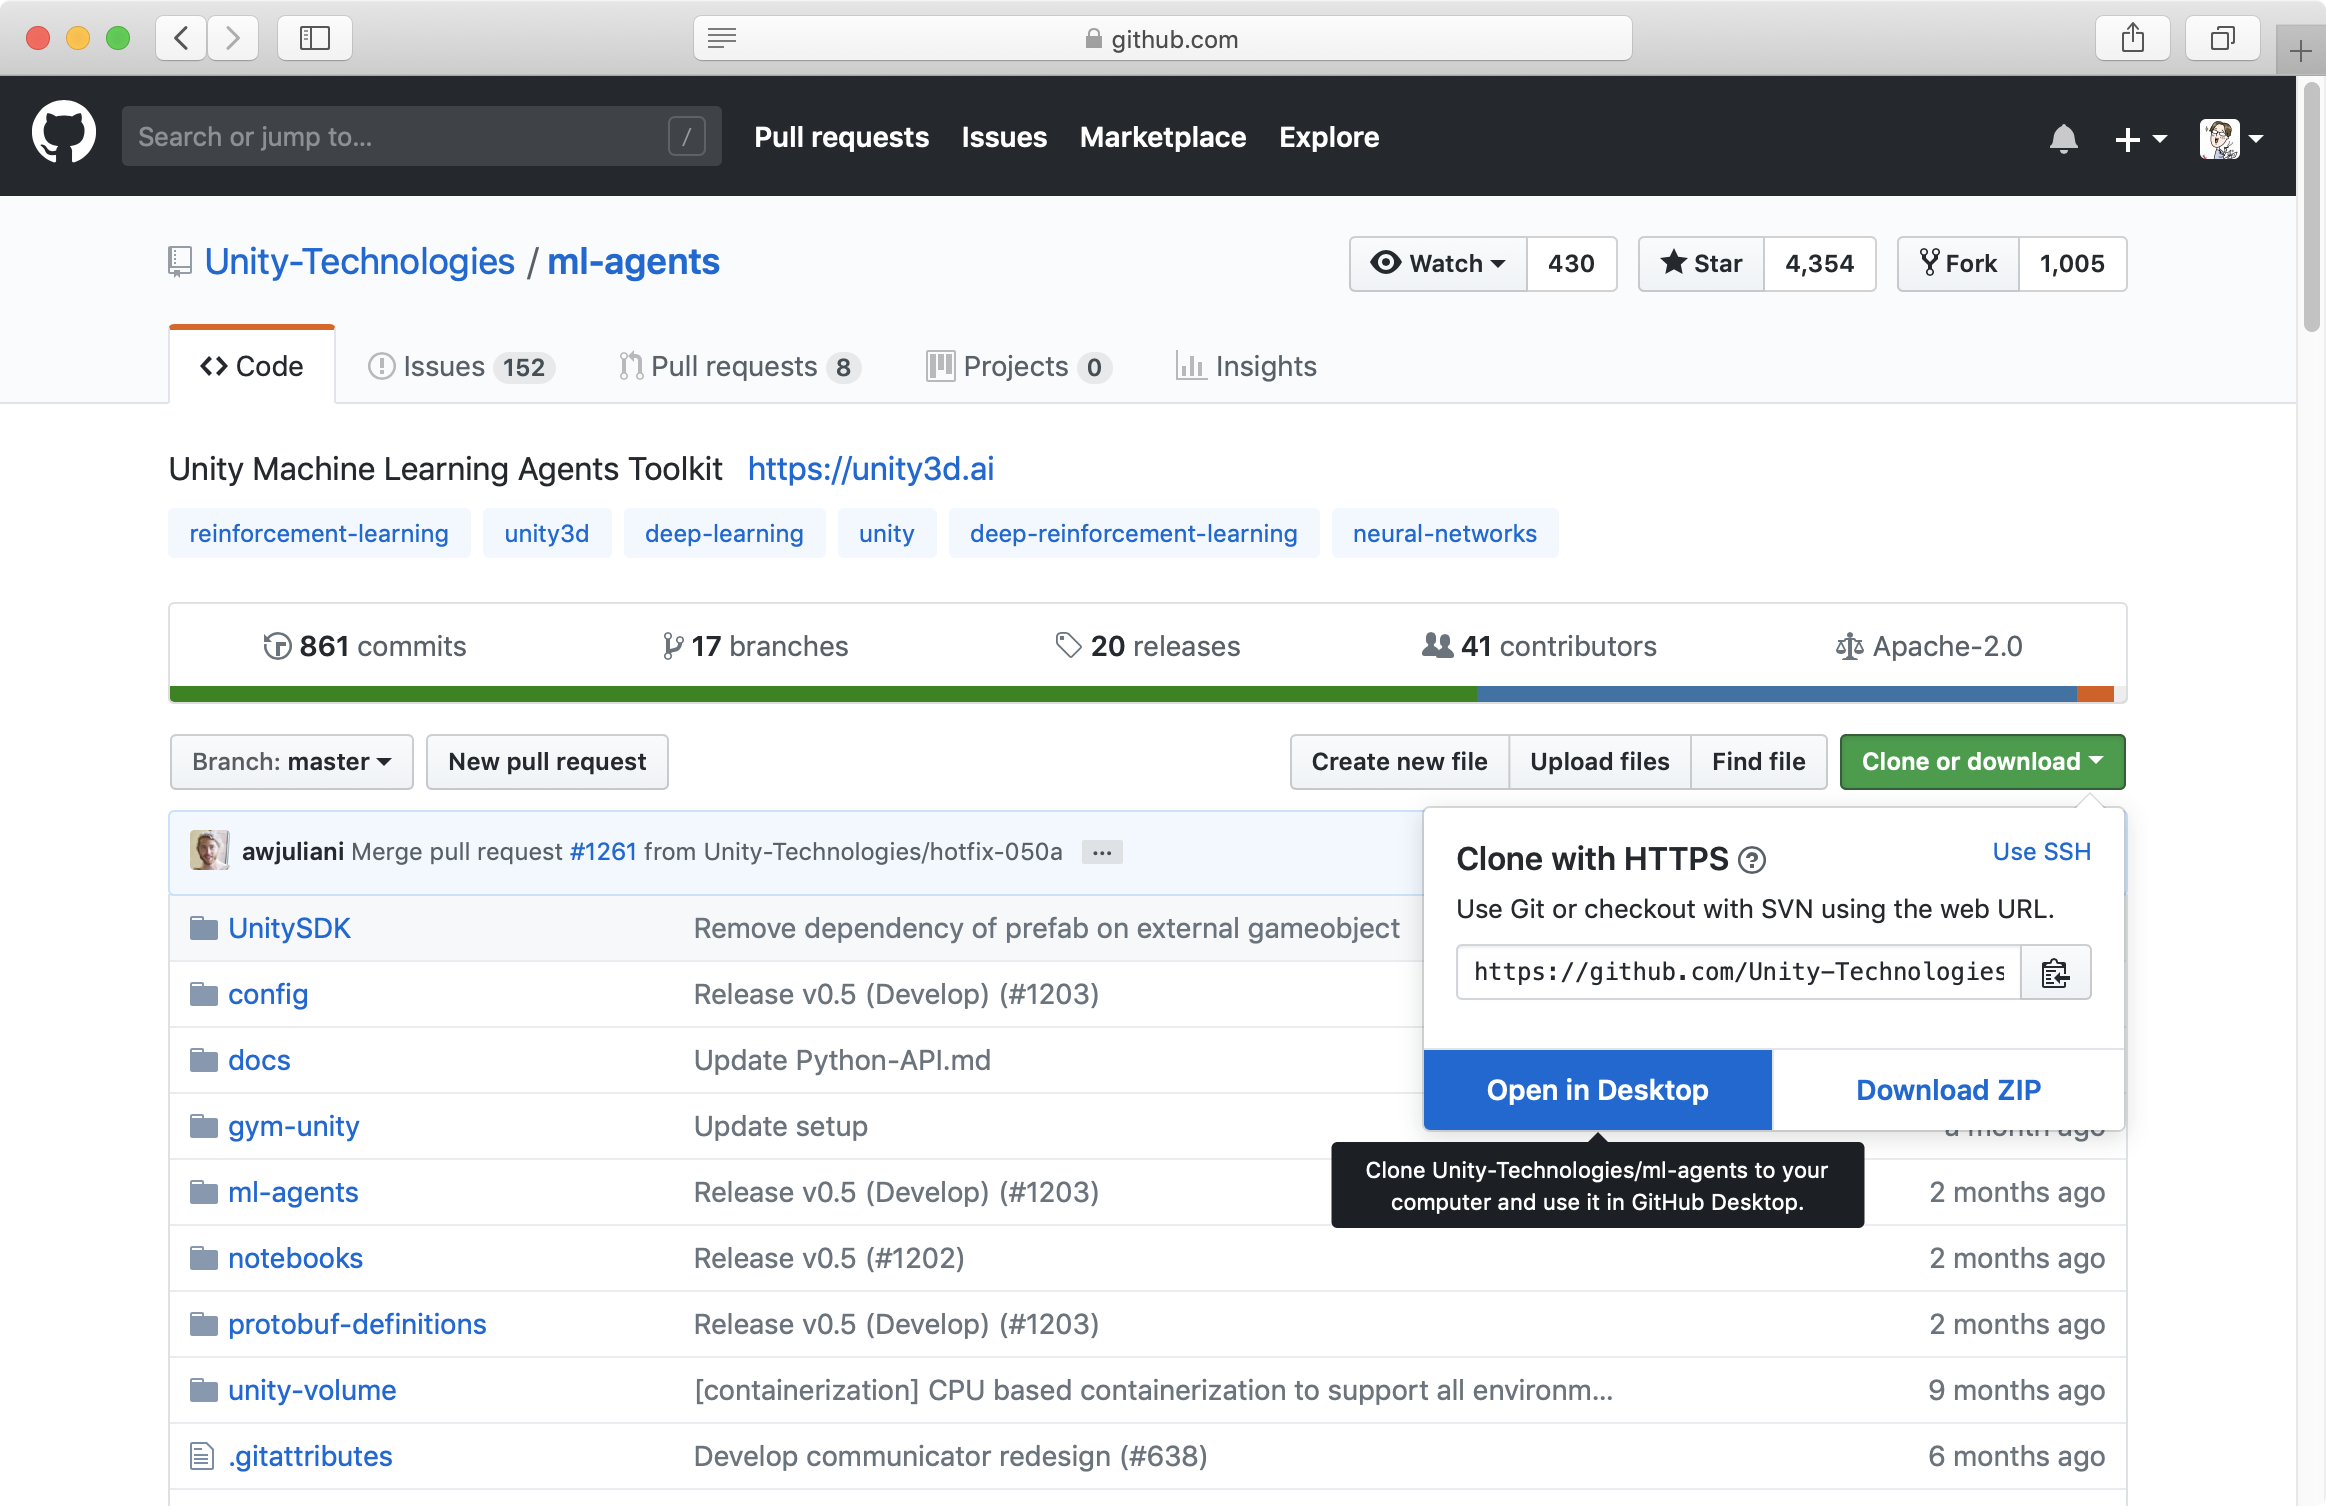 github.com
Search or jump to... /
Pull requests Issues Marketplace Explore
Unity-Technologies / ml-agents
Watch 430 Star 4,354 Fork 1,005
Code Issues 152 Pull requests 8 Projects 0 Insights
Unity Machine Learning Agents Toolkit https://unity3d.ai
reinforcement-learning unity3d deep-learning unity deep-reinforcement-learning neural-networks
861 commits 17 branches 20 releases 41 contributors Apache-2.0
Branch: master New pull request Create new file Upload files Find file Clone or download
awjuliani Merge pull request #1261 from Unity-Technologies/hotfix-050a ...
Clone with HTTPS Use SSH
Use Git or checkout with SVN using the web URL.
https://github.com/Unity-Technologies
Open in Desktop Download ZIP
Clone Unity-Technologies/ml-agents to your
computer and use it in GitHub Desktop.
UnitySDK Remove dependency of prefab on external gameobject
config Release v0.5 (Develop) (#1203)
docs Update Python-API.md
gym-unity Update setup a month ago
ml-agents Release v0.5 (Develop) (#1203) 2 months ago
notebooks Release v0.5 (#1202) 2 months ago
protobuf-definitions Release v0.5 (Develop) (#1203) 2 months ago
unity-volume [containerization] CPU based containerization to support all environm... 9 months ago
.gitattributes Develop communicator redesign (#638) 6 months ago